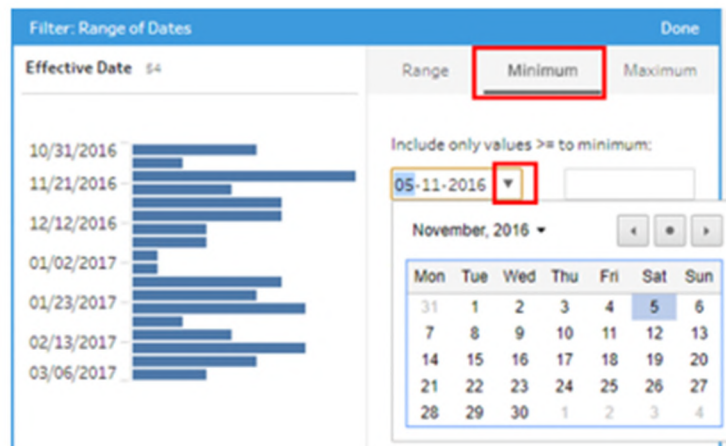 Filter: Range of Dates Done
Effective Date 54
Range Minimum Maximum
10/31/2016
11/21/2016
12/12/2016
01/02/2017
01/23/2017
02/13/2017
03/06/2017
Include only values >= to minimum:
05-11-2016
November, 2016
Mon Tue Wed Thu Fri Sat Sun
31 1 2 3 4 5 6
7 8 9 10 11 12 13
14 15 16 17 18 19 20
21 22 23 24 25 26 27
28 29 30 1 2 3 4